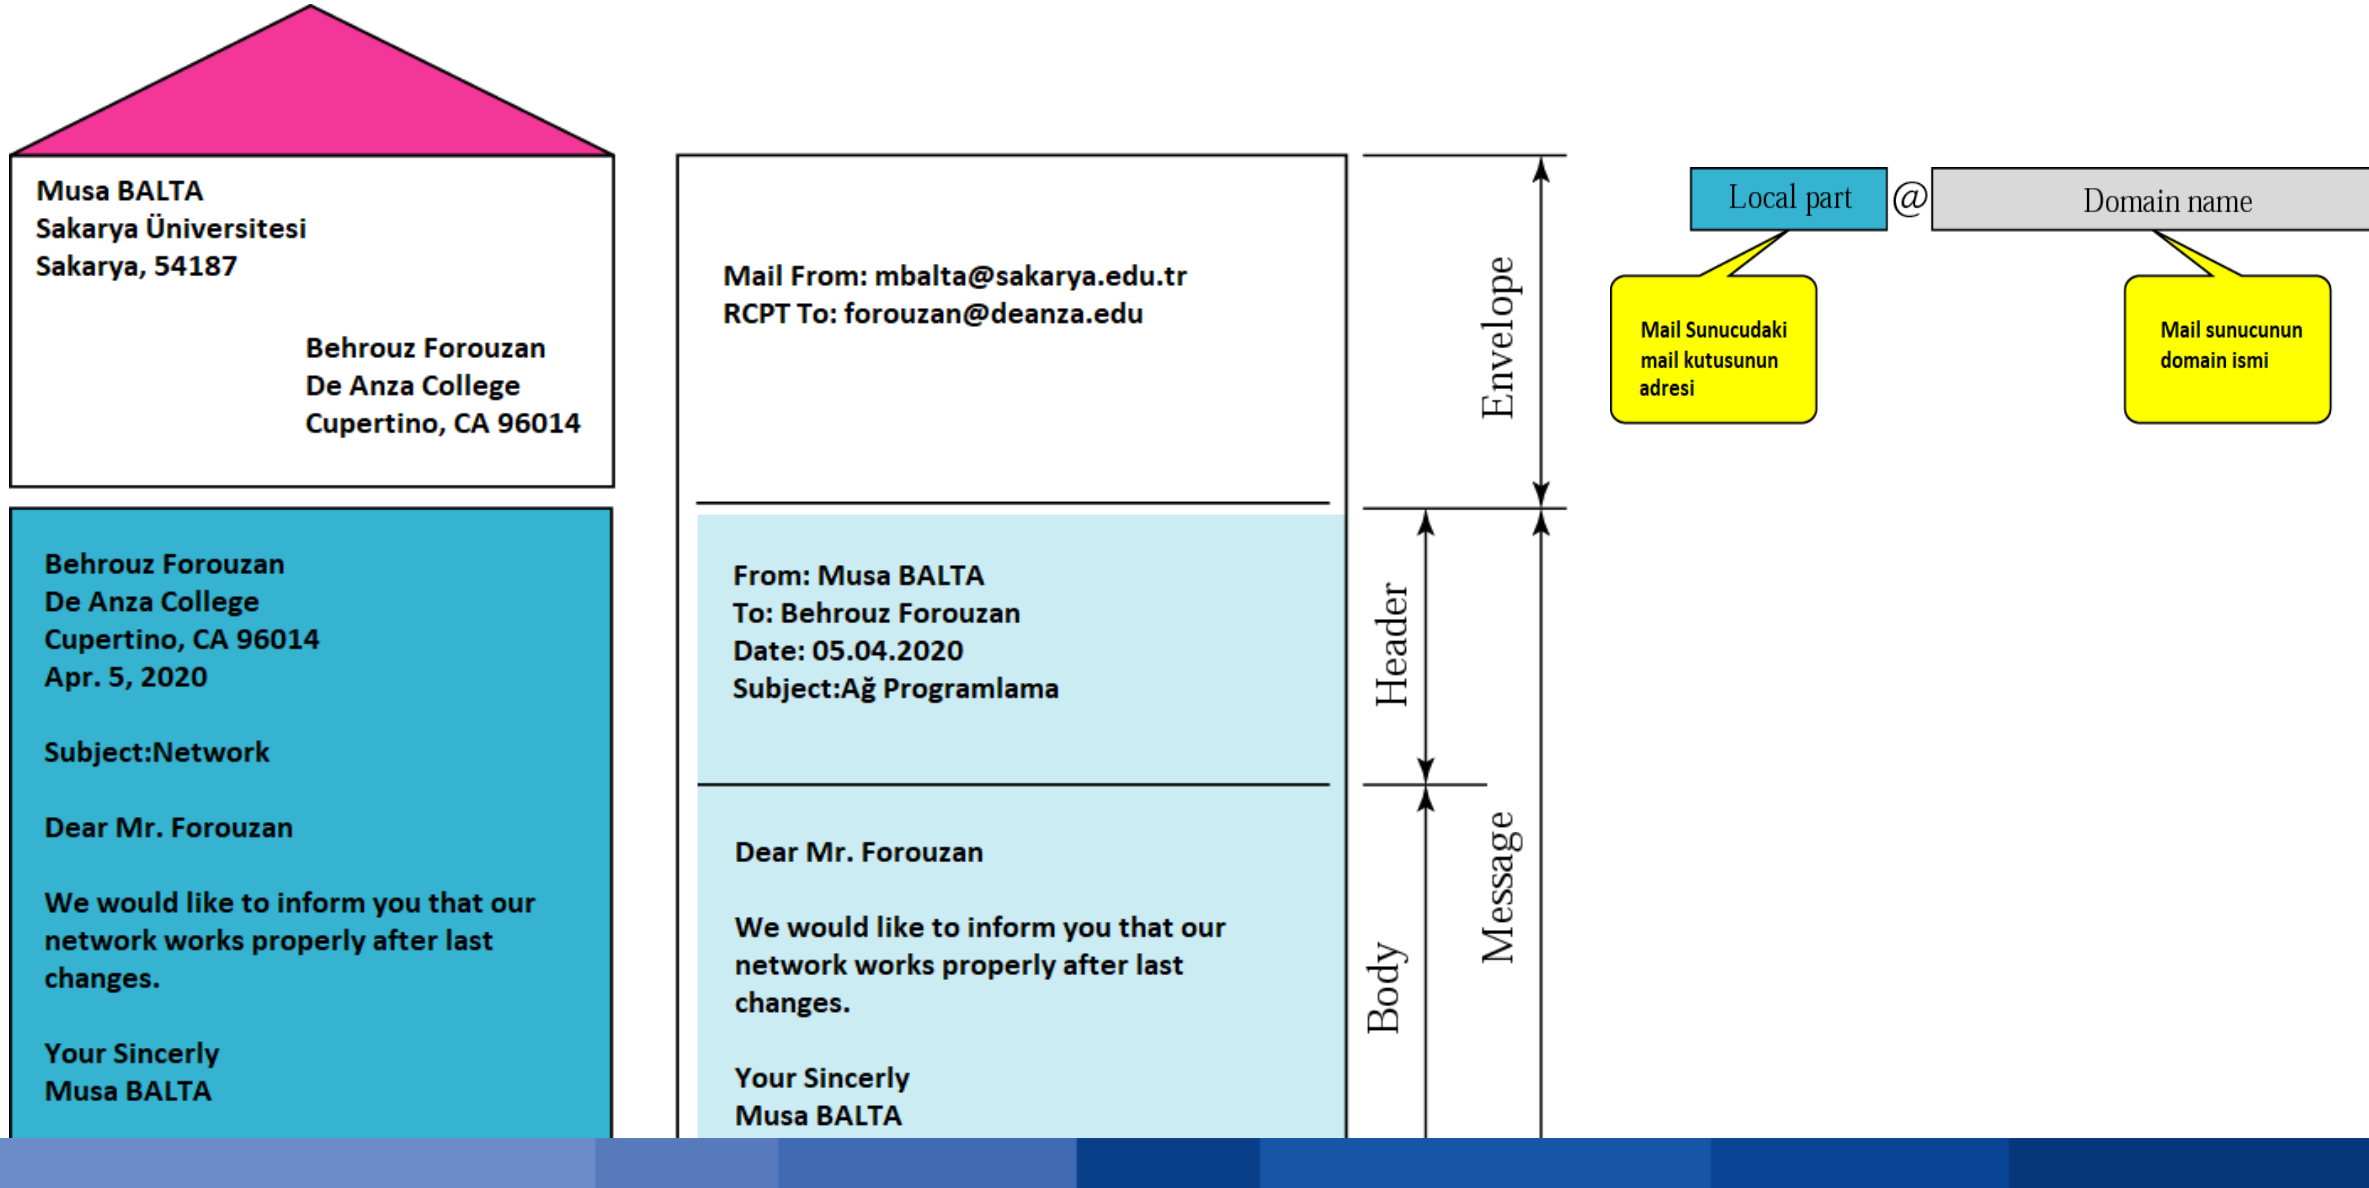 Musa BALTA
Sakarya Üniversitesi
Sakarya, 54187
Behrouz Forouzan
De Anza College
Cupertino, CA 96014
Behrouz Forouzan
De Anza College
Cupertino, CA 96014
Apr. 5, 2020
Subject:Network
Dear Mr. Forouzan
We would like to inform you that our
network works properly after last
changes.
Your Sincerly
Musa BALTA
Mail From: mbalta@sakarya.edu.tr
RCPT To: forouzan@deanza.edu
From: Musa BALTA
To: Behrouz Forouzan
Date: 05.04.2020
Subject:Ağ Programlama
Dear Mr. Forouzan
We would like to inform you that our
network works properly after last
changes.
Your Sincerly
Musa BALTA
Envelope
Header
Body
Message
Local part @ Domain name
Mail Sunucudaki
mail kutusunun
adresi
Mail sunucunun
domain ismi